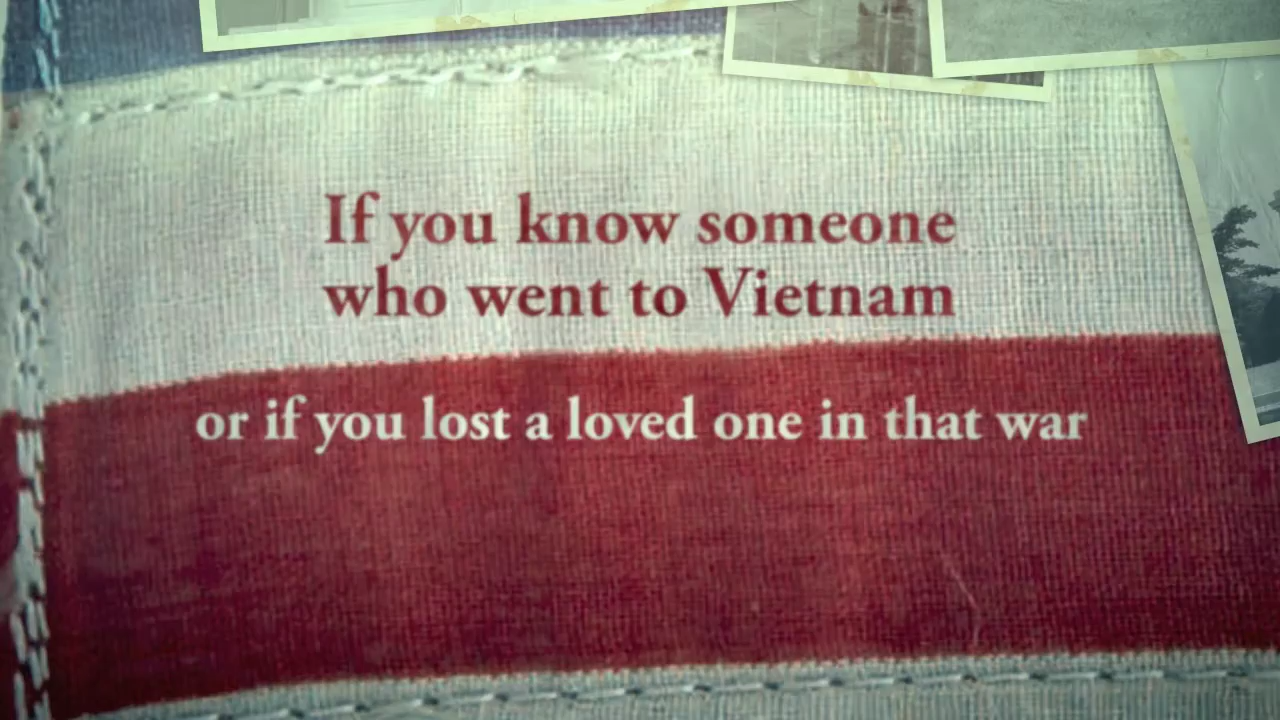 If you know someone
who went to Vietnam
or if you lost a loved one in that war